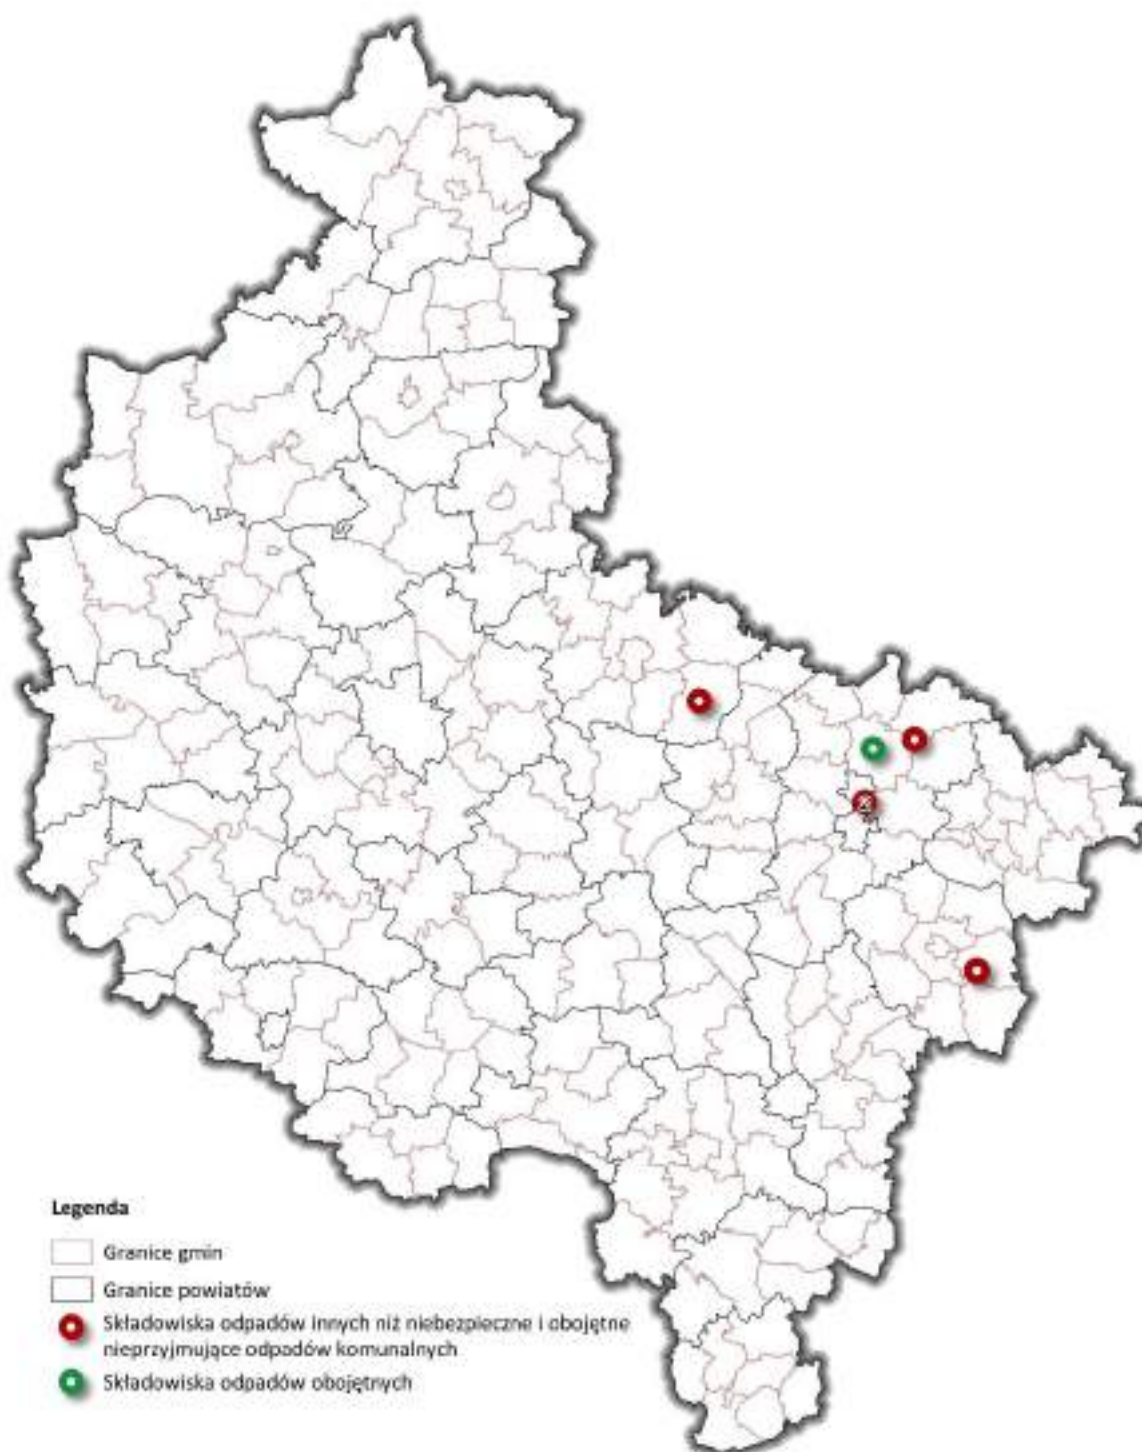 Legenda
Granice gmin
Granice powiatów
Składowiska odpadów innych niż niebezpieczne i obojętne
nieprzyjmujące odpadów komunalnych
Składowiska odpadów obojętnych